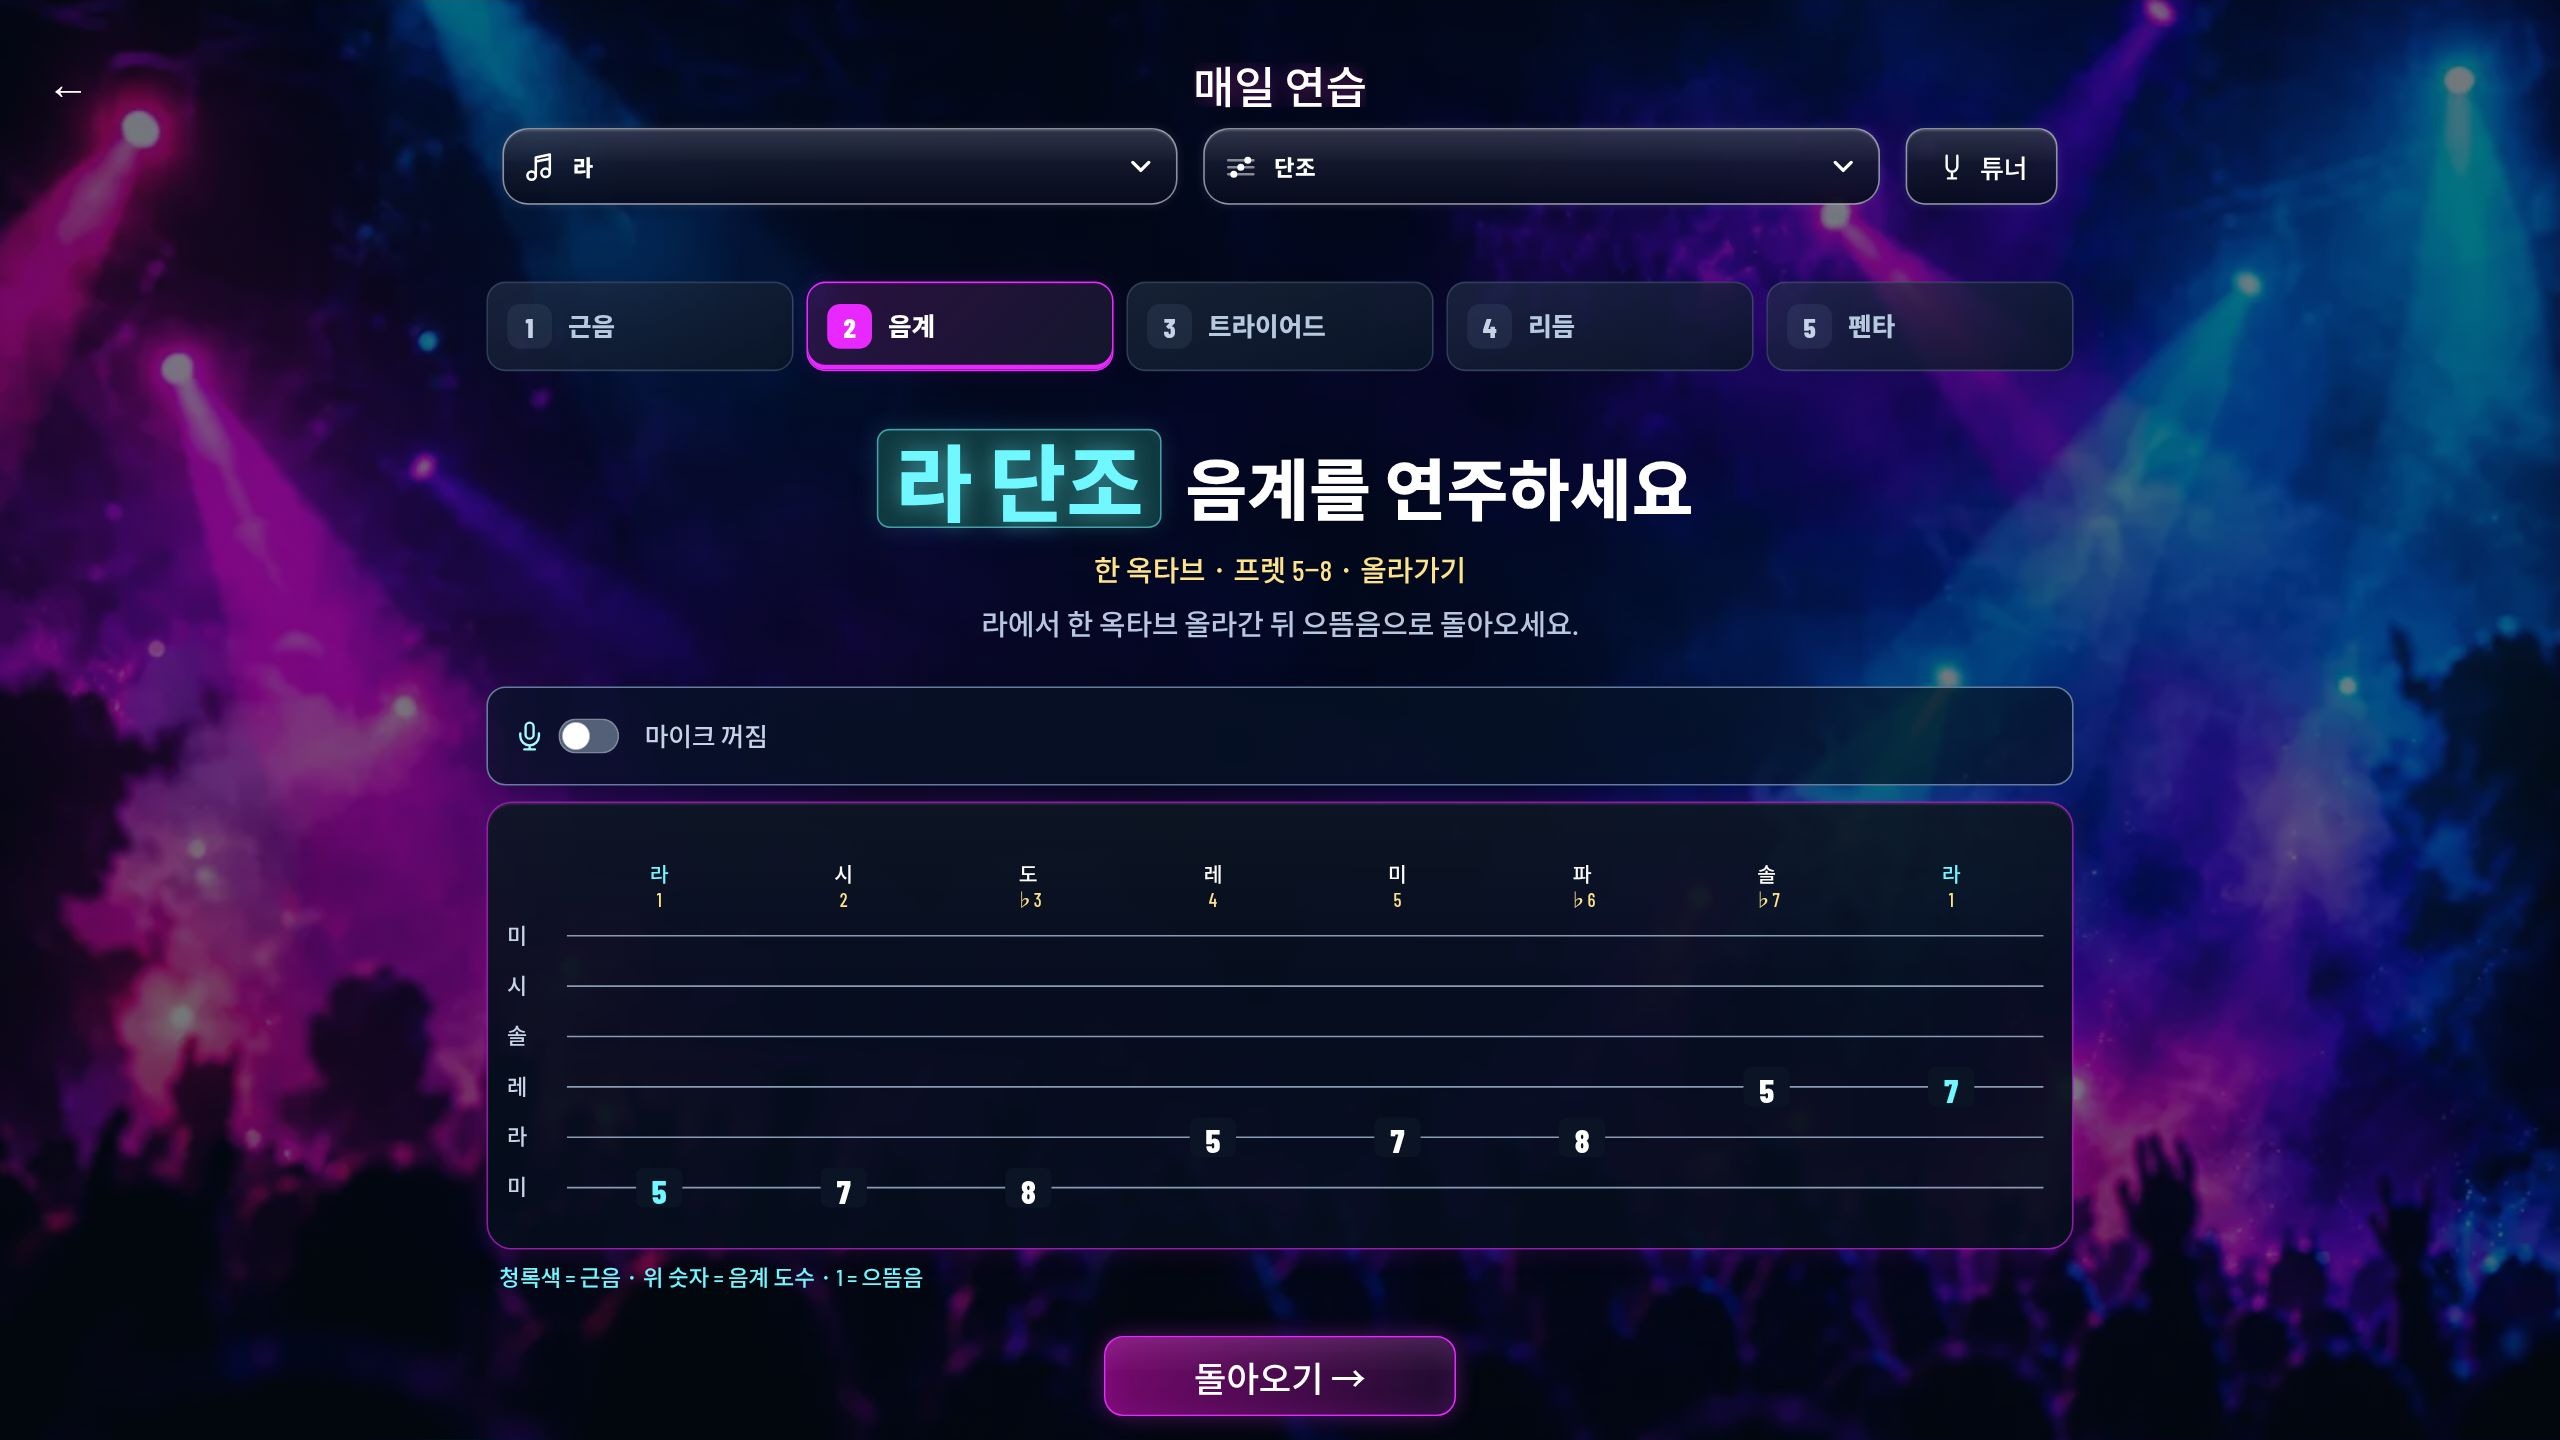 ←
매일 연습
라
단조
튜너
1 근음
2 음계
3 트라이어드
4 리듬
5 펜타
라 단조 음계를 연주하세요
한 옥타브 · 프렛 5–8 · 올라가기
라에서 한 옥타브 올라간 뒤 으뜸음으로 돌아오세요.
마이크 꺼짐
라 시 도 레 미 파 솔 라
1 2 ♭3 4 5 ♭6 ♭7 1
미
시
솔
레 5 7
라 5 7 8
미 5 7 8
청록색 = 근음 · 위 숫자 = 음계 도수 · 1 = 으뜸음
돌아오기 →